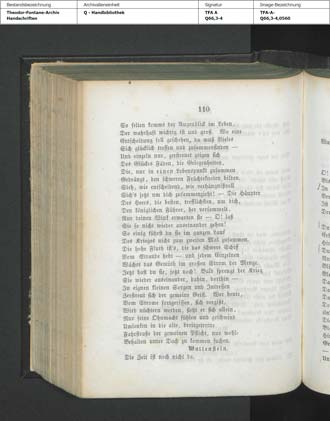 Bestandsbezeichnung
Theodor-Fontane-Archiv
Handschriften
Archivalieneinheit
Q - Handbibliothek
Signatur
TFA A
Q66,3-4
Image-Bezeichnung
TFA-A-
Q66,3-4,0560
110
So selten kommt der Augenblick im Leben,
Der wahrhaft wichtig ist und groß. Wo eine
Entscheidung soll geschehen, da muß Vieles
Sich glücklich treffen und zusammenfinden —
Und einzeln nur, zerstreuet zeigen sich
Des Glückes Fäden, die Gelegenheiten,
Die, nur in einen Lebenspunkt zusammen
Gedrängt, den schweren Früchteknoten bilden.
Sieh, wie entscheidend, wie verhängnißvoll
Sich's jetzt um dich zusammenzieht! — Die Häupter
Des Heers, die besten, trefflichsten, um dich,
Den königlichen Führer, her versammelt,
Nur deinen Wink erwarten sie — O! laß
Sie so nicht wieder auseinander gehen!
So einig führst du sie im ganzen Lauf
Des Krieges nicht zum zweiten Mal zusammen.
Die hohe Fluth ist's, die das schwere Schiff
Vom Strande hebt — und jedem Einzelnen
Wächst das Gemüth im großen Strom der Menge.
Jetzt hast du sie, jetzt noch! Bald sprengt der Krieg
Sie wieder auseinander, dahin, dorthin —
In eignen kleinen Sorgen und Interessen
Zerstreut sich der gemeine Geist. Wer heute,
Vom Strome fortgerissen, sich vergißt,
Wird nüchtern werden, sieht er sich allein,
Nur seine Ohnmacht fühlen und geschwind
Umlenken in die alte, breitgetretne
Fahrstraße der gemeinen Pflicht, nur wohl-
Behalten unter Dach zu kommen suchen.
Wallenstein.
Die Zeit ist noch nicht da.